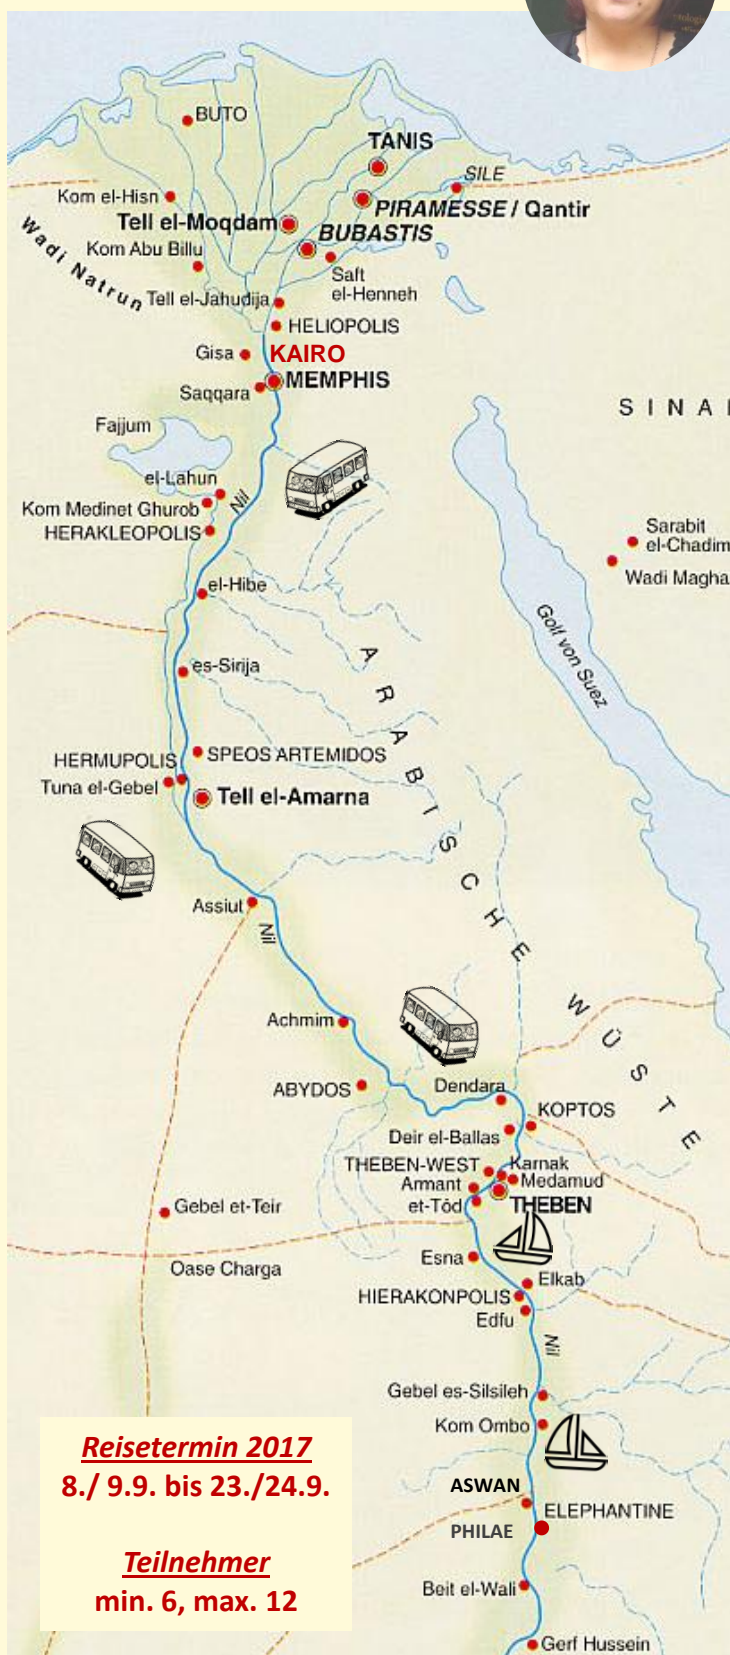 BUTO
TANIS
SILE
Kom el-Hisn
PIRAMESSE / Qantir
Tell el-Moqdam
BUBASTIS
Wadi Natrun
Kom Abu Billu
Saft
el-Henneh
Tell el-Jahudija
HELIOPOLIS
Gisa
KAIRO
MEMPHIS
Saqqara
SINAI
Fajjum
el-Lahun
Kom Medinet Ghurob
Nil
HERAKLEOPOLIS
Sarabit
el-Chadim
Wadi Magha
el-Hibe
Golf von Suez
ARABISCHE WÜSTE
es-Sirija
HERMUPOLIS
SPEOS ARTEMIDOS
Tuna el-Gebel
Tell el-Amarna
Assiut
Nil
Achmim
ABYDOS
Dendara
KOPTOS
Deir el-Ballas
THEBEN-WEST
Karnak
Armant
Medamud
et-Tôd
THEBEN
Gebel et-Teir
Oase Charga
Esna
Elkab
HIERAKONPOLIS
Edfu
Nil
Gebel es-Silsileh
Kom Ombo
ASWAN
ELEPHANTINE
PHILAE
Beit el-Wali
Gerf Hussein
Reisetermin 2017
8./ 9.9. bis 23./24.9.
Teilnehmer
min. 6, max. 12